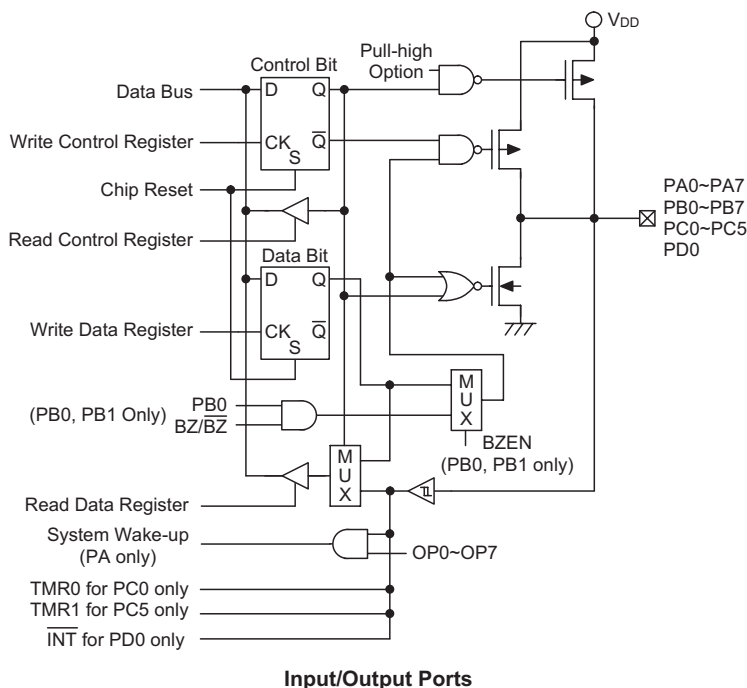 V_DD
Pull-high
Option
Control Bit
Data Bus
D Q
Write Control Register
CK Q̅
S
Chip Reset
PA0~PA7
PB0~PB7
PC0~PC5
PD0
Read Control Register
Data Bit
D Q
Write Data Register
CK Q̅
S
MUX
PB0
(PB0, PB1 Only)
BZ/B̅Z̅
BZEN
(PB0, PB1 only)
MUX
Read Data Register
System Wake-up
(PA only)
OP0~OP7
TMR0 for PC0 only
TMR1 for PC5 only
I̅N̅T̅ for PD0 only
Input/Output Ports